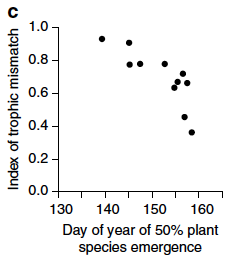 c
Index of trophic mismatch
1.0
0.8
0.6
0.4
0.2
0.0
130 140 150 160
Day of year of 50% plant
species emergence